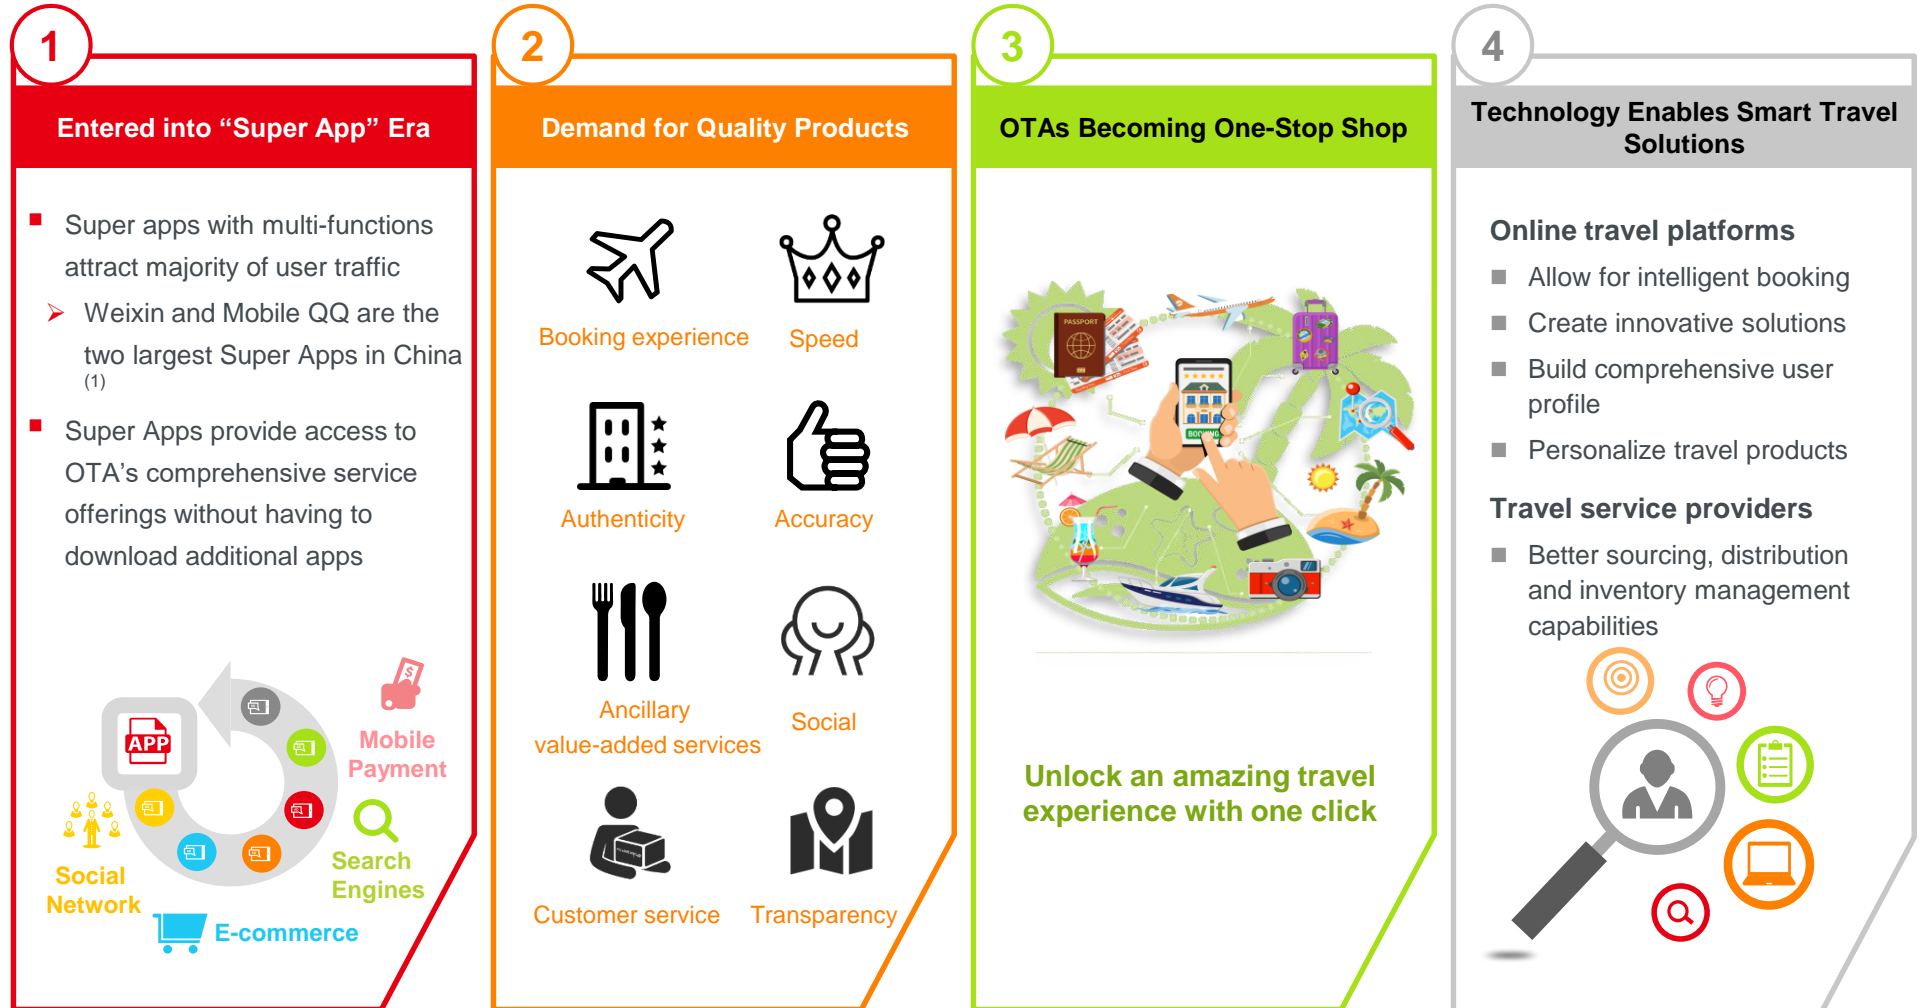 1
Entered into “Super App” Era
Super apps with multi-functions
attract majority of user traffic
Weixin and Mobile QQ are the
two largest Super Apps in China
(1)
Super Apps provide access to
OTA’s comprehensive service
offerings without having to
download additional apps
APP
$
Mobile
Payment
Search
Engines
Social
Network
E-commerce
2
Demand for Quality Products
Booking experience
Speed
Authenticity
Accuracy
Ancillary
value-added services
Social
Customer service
Transparency
3
OTAs Becoming One-Stop Shop
PASSPORT
BOOKING
Unlock an amazing travel
experience with one click
4
Technology Enables Smart Travel
Solutions
Online travel platforms
Allow for intelligent booking
Create innovative solutions
Build comprehensive user
profile
Personalize travel products
Travel service providers
Better sourcing, distribution
and inventory management
capabilities